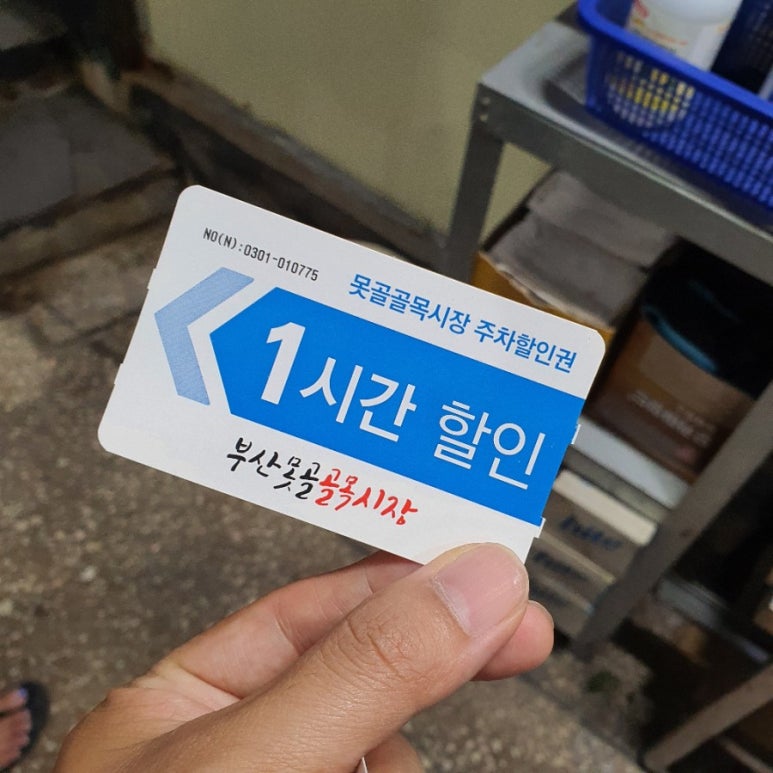 NO(N):0301-010775
못골골목시장 주차할인권
1시간 할인
부산못골골목시장